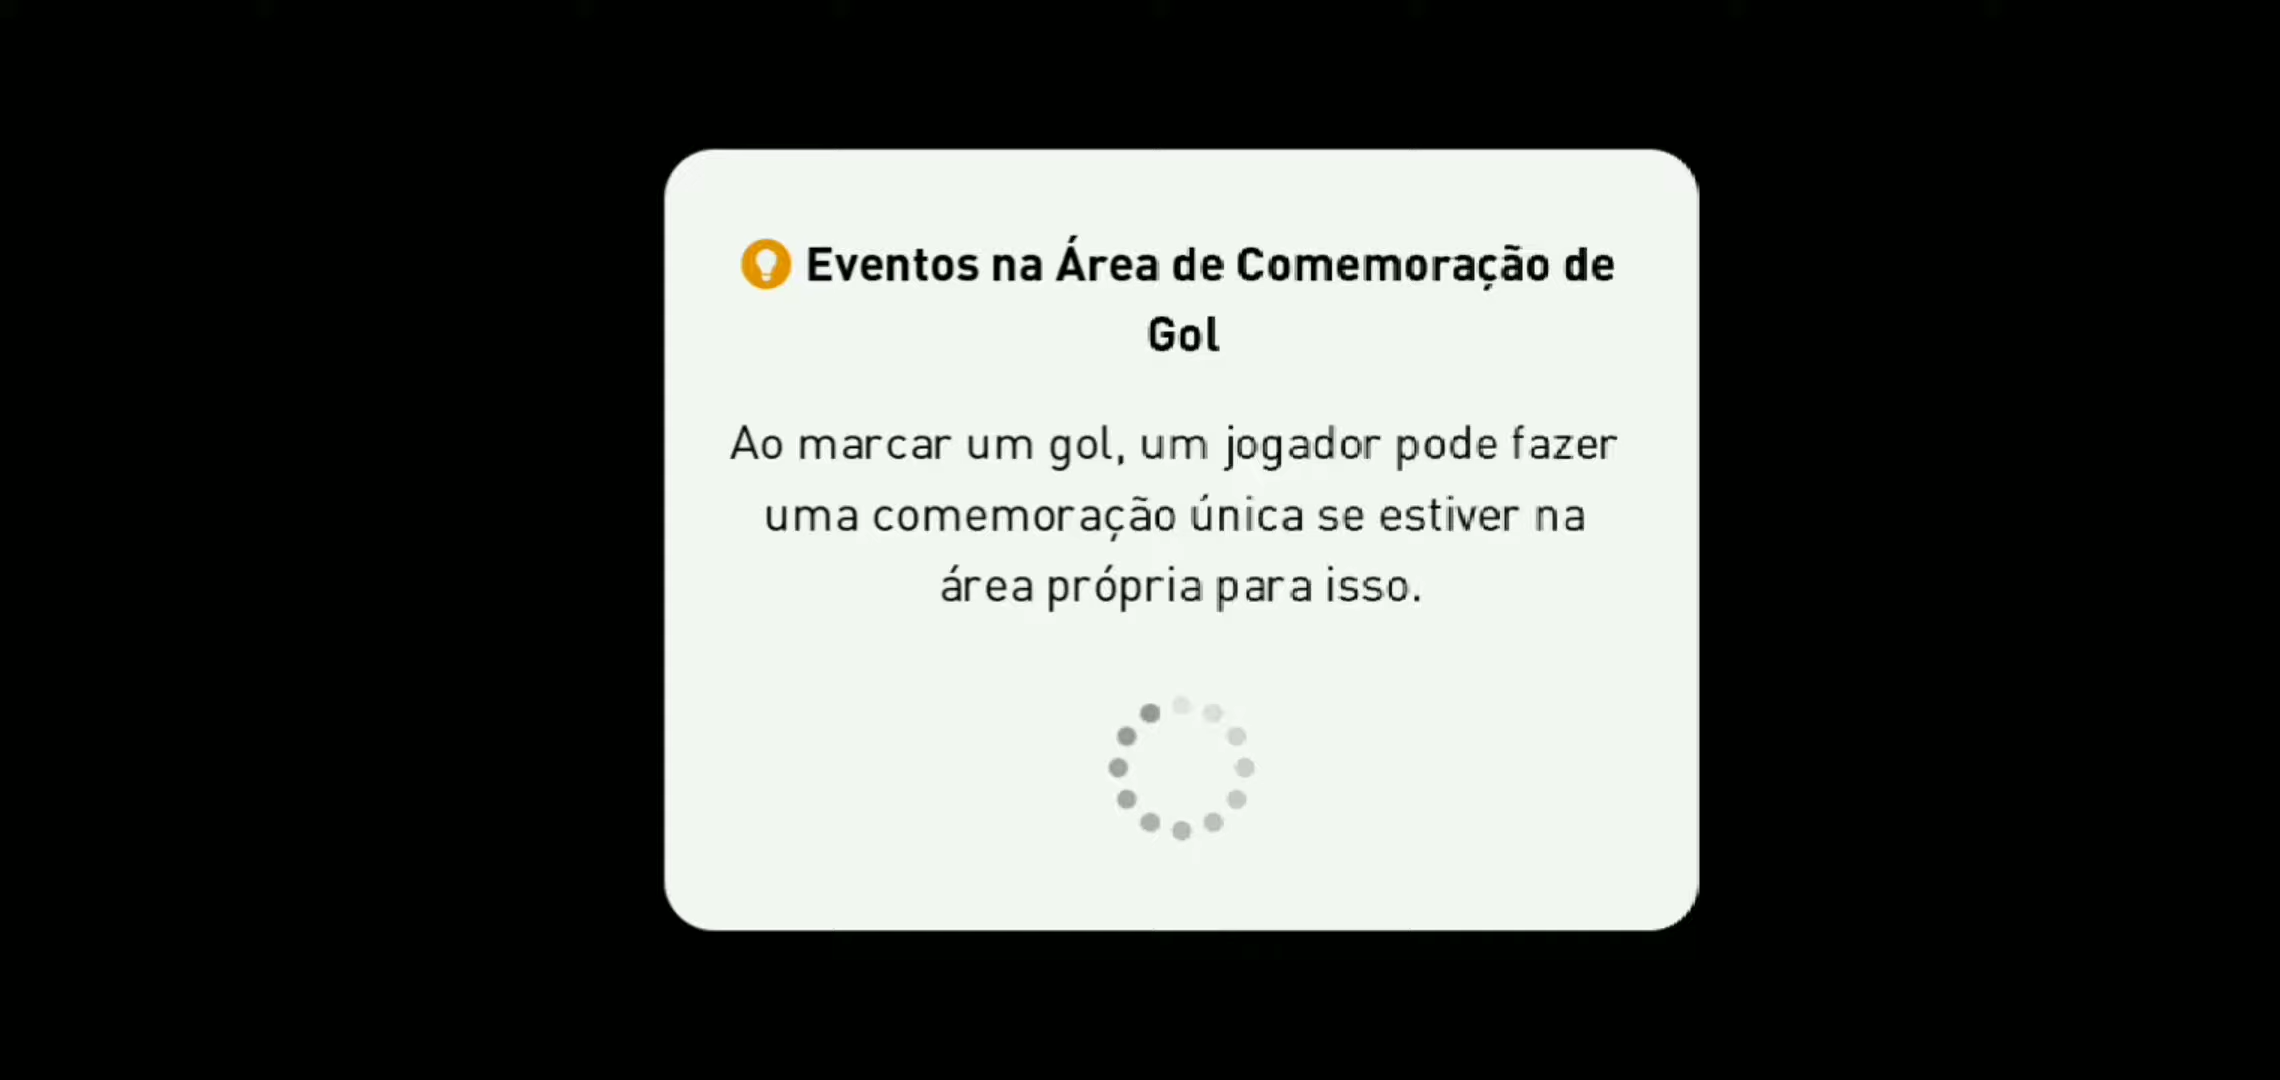 Eventos na Área de Comemoração de
Gol
Ao marcar um gol, um jogador pode fazer
uma comemoração única se estiver na
área própria para isso.